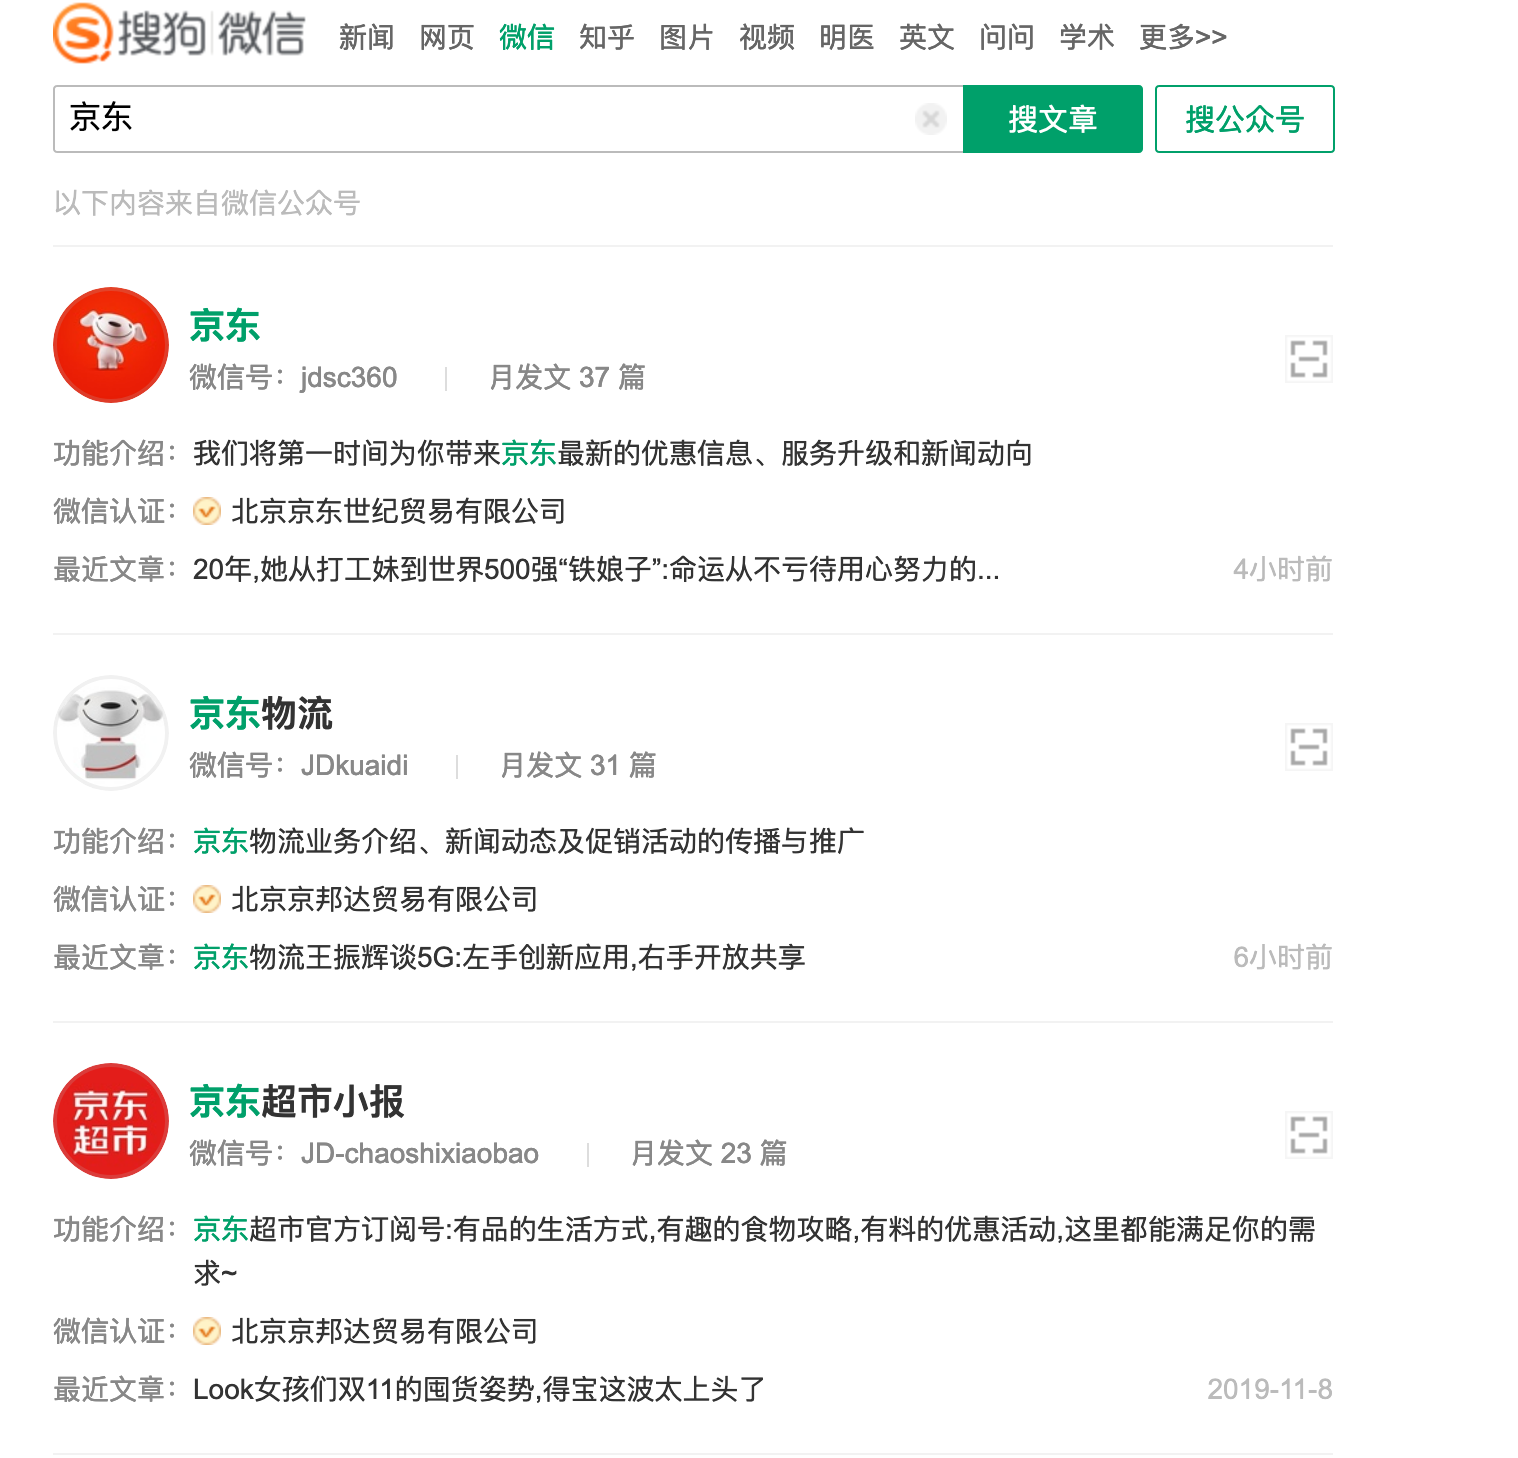 搜狗|微信 新闻 网页 微信 知乎 图片 视频 明医 英文 问问 学术 更多>>
京东 搜文章 搜公众号
以下内容来自微信公众号
京东
微信号：jdsc360 | 月发文 37 篇
功能介绍：我们将第一时间为你带来京东最新的优惠信息、服务升级和新闻动向
微信认证：北京京东世纪贸易有限公司
最近文章：20年,她从打工妹到世界500强“铁娘子”:命运从不亏待用心努力的... 4小时前
京东物流
微信号：JDkuaidi | 月发文 31 篇
功能介绍：京东物流业务介绍、新闻动态及促销活动的传播与推广
微信认证：北京京邦达贸易有限公司
最近文章：京东物流王振辉谈5G:左手创新应用,右手开放共享 6小时前
京东
超市
京东超市小报
微信号：JD-chaoshixiaobao | 月发文 23 篇
功能介绍：京东超市官方订阅号:有品的生活方式,有趣的食物攻略,有料的优惠活动,这里都能满足你的需
求~
微信认证：北京京邦达贸易有限公司
最近文章：Look女孩们双11的囤货姿势,得宝这波太上头了 2019-11-8